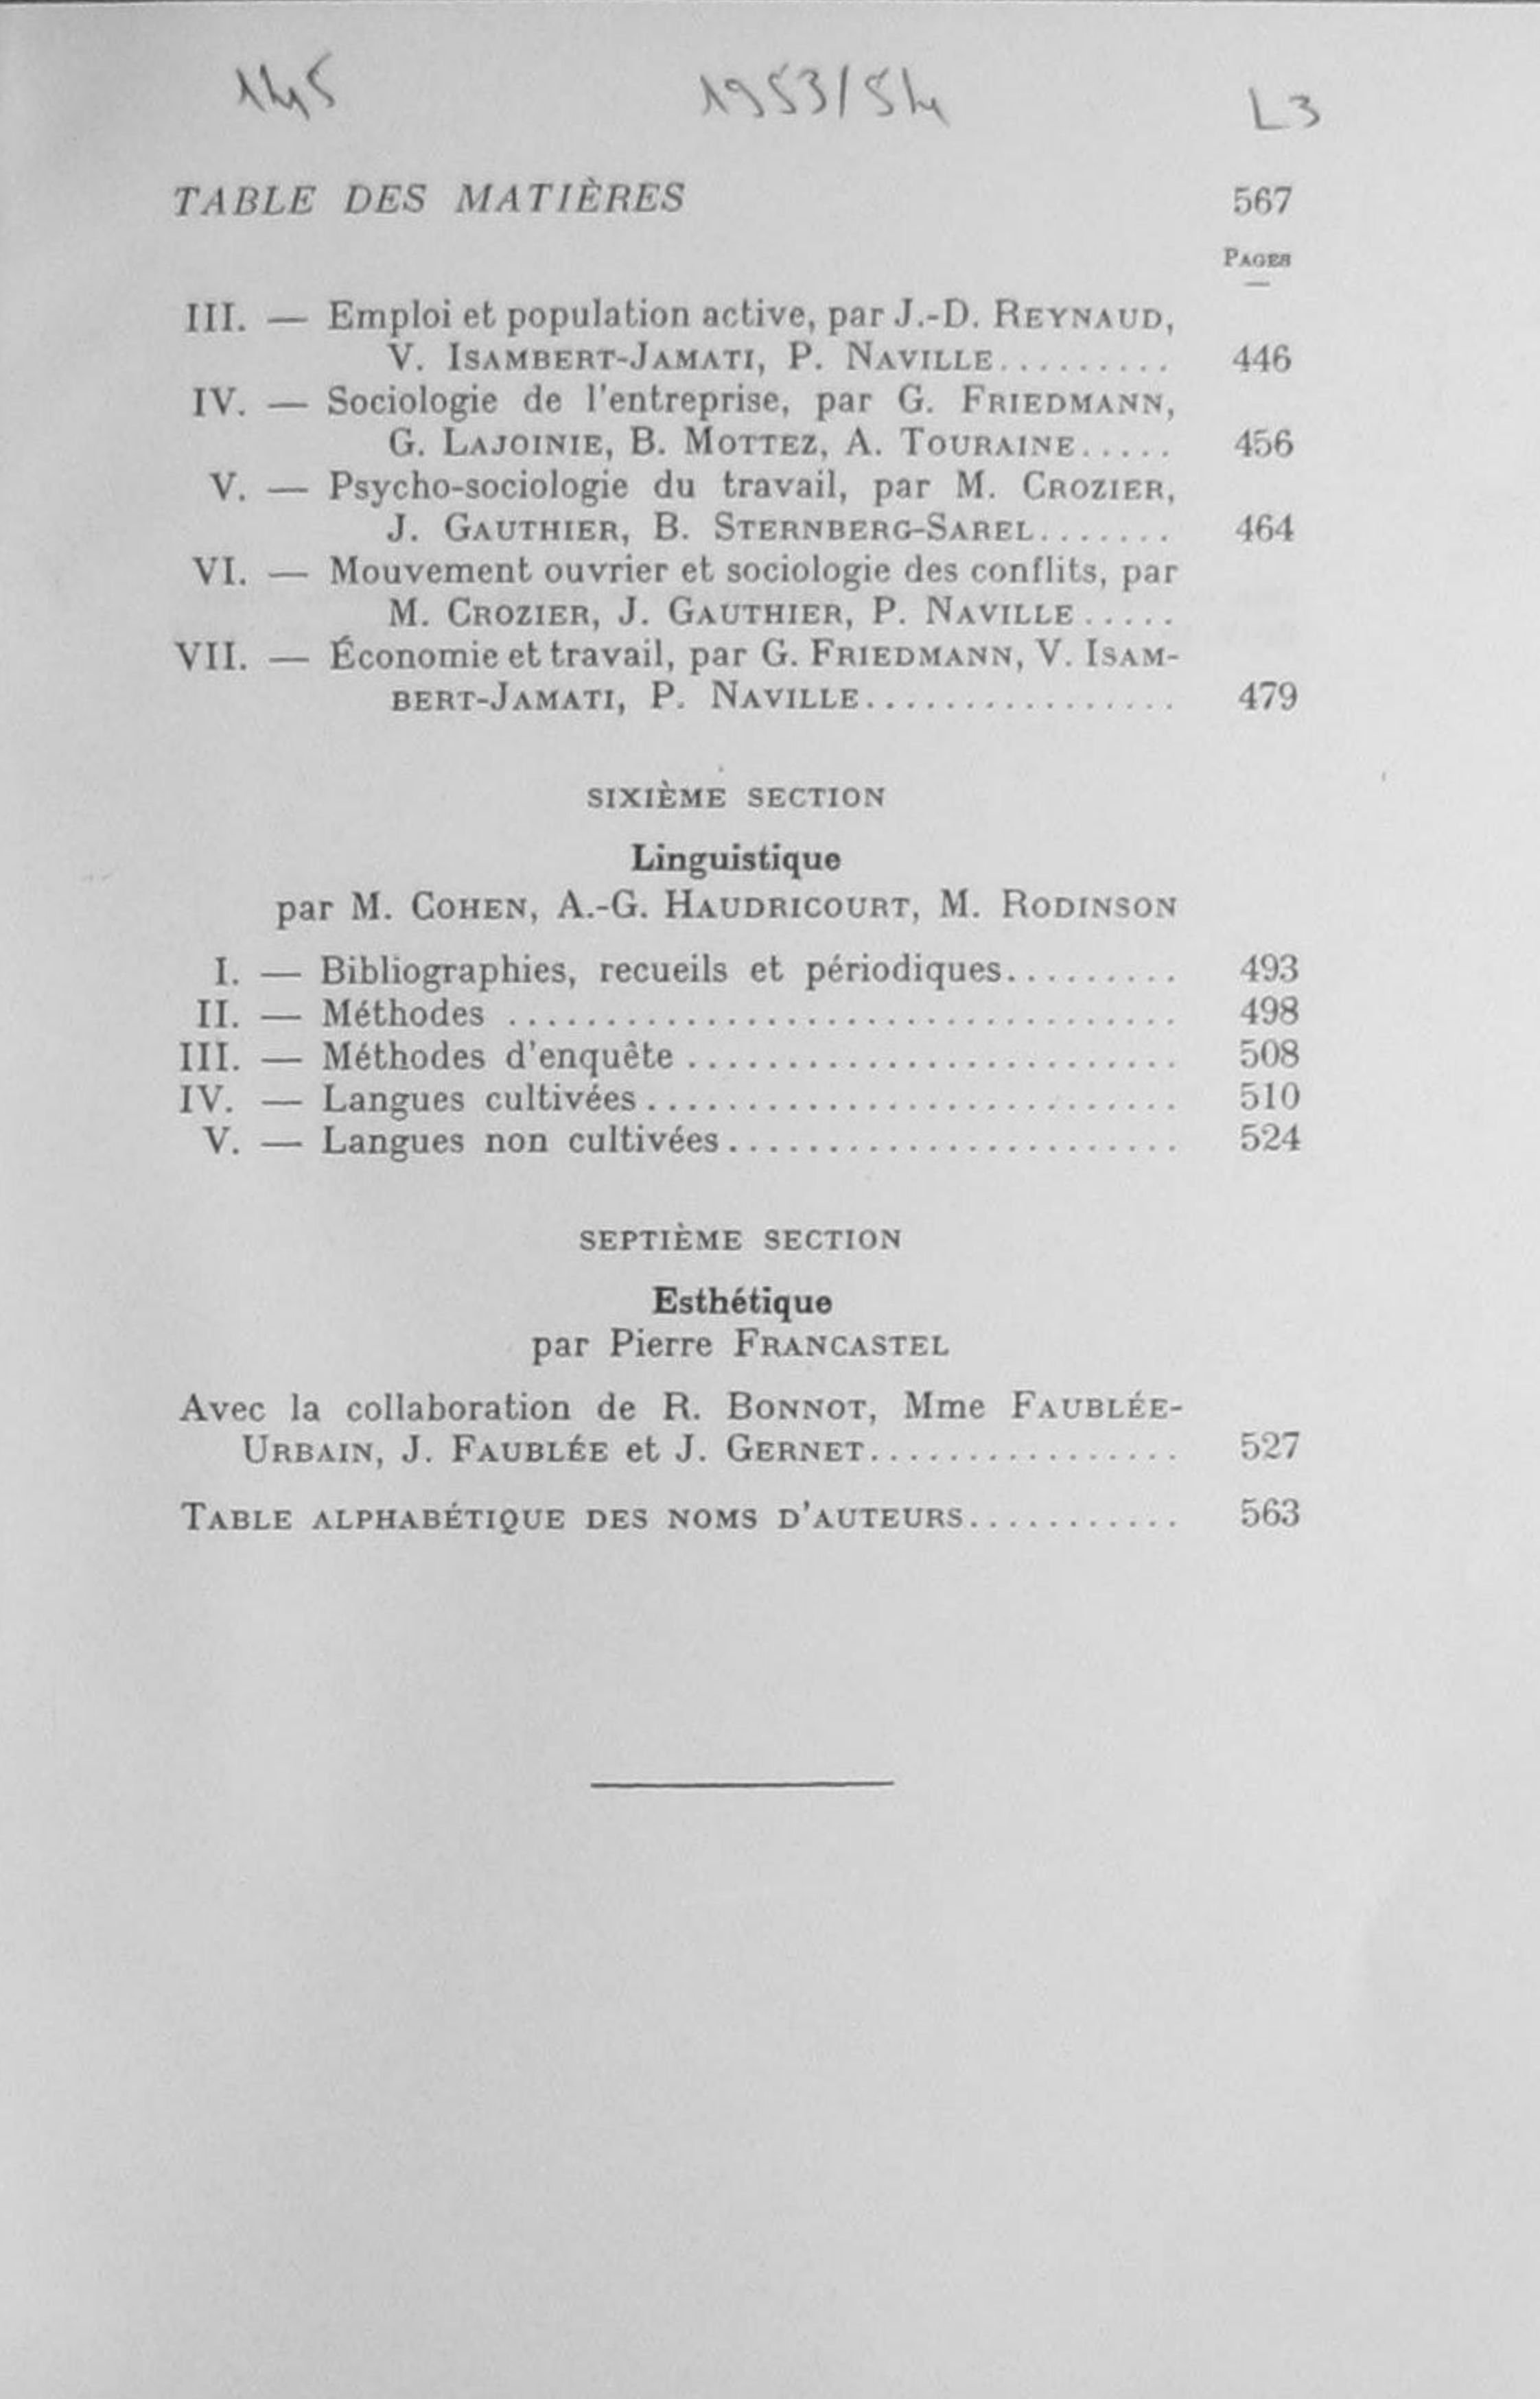 145 1953/54 L3
TABLE DES MATIÈRES 567
PAGES
III. — Emploi et population active, par J.-D. REYNAUD,
V. ISAMBERT-JAMATI, P. NAVILLE......... 446
IV. — Sociologie de l'entreprise, par G. FRIEDMANN,
G. LAJOINIE, B. MOTTEZ, A. TOURAINE..... 456
V. — Psycho-sociologie du travail, par M. CROZIER,
J. GAUTHIER, B. STERNBERG-SAREL....... 464
VI. — Mouvement ouvrier et sociologie des conflits, par
M. CROZIER, J. GAUTHIER, P. NAVILLE.....
VII. — Économie et travail, par G. FRIEDMANN, V. ISAM-
BERT-JAMATI, P. NAVILLE................ 479
SIXIÈME SECTION
Linguistique
par M. COHEN, A.-G. HAUDRICOURT, M. RODINSON
I. — Bibliographies, recueils et périodiques......... 493
II. — Méthodes .................................. 498
III. — Méthodes d'enquête ......................... 508
IV. — Langues cultivées........................... 510
V. — Langues non cultivées....................... 524
SEPTIÈME SECTION
Esthétique
par Pierre FRANCASTEL
Avec la collaboration de R. BONNOT, Mme FAUBLÉE-
URBAIN, J. FAUBLÉE et J. GERNET................ 527
TABLE ALPHABÉTIQUE DES NOMS D'AUTEURS........... 563